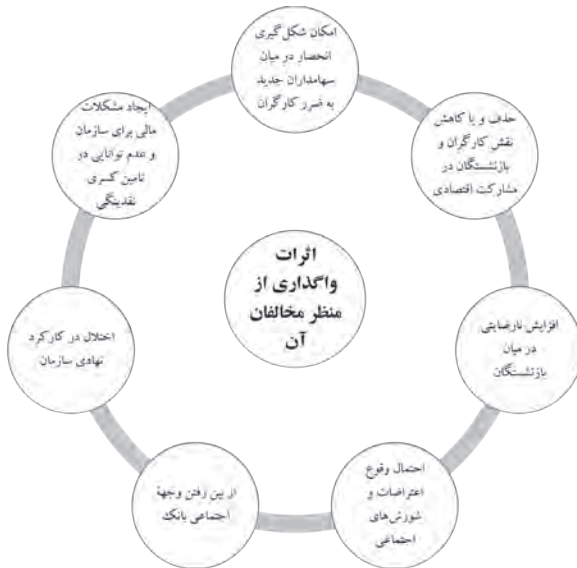 امکان شکل‌گیری
انحصار در میان
سهامداران جدید
به ضرر کارگران
حذف و یا کاهش
نقش کارگران و
بازنشستگان در
مشارکت اقتصادی
افزایش نارضایتی
در میان
بازنشستگان
احتمال وقوع
اعتراضات و
شورش‌های
اجتماعی
از بین رفتن وجهۀ
اجتماعی بانک
اختلال در کارکرد
نهادی سازمان
ایجاد مشکلات
مالی برای سازمان
و عدم توانایی در
تامین کسری
نقدینگی
اثرات
واگذاری از
منظر مخالفان
آن